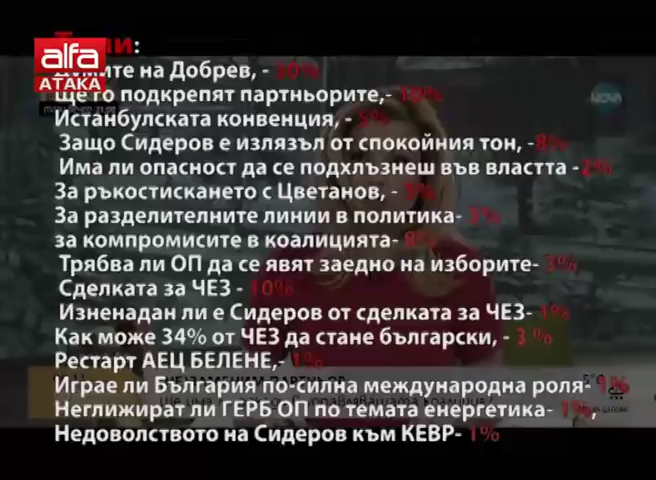 alfa
АТАКА
Теми:
Думите на Добрев, - 30%
Ще го подкрепят партньорите,- 10%
NOVA
Истанбулската конвенция, - 5%
Защо Сидеров е излязъл от спокойния тон, -8%
Има ли опасност да се подхлъзнеш във властта -2%
За ръкостискането с Цветанов, -
За разделителните линии в политика-
за компромисите в коалицията-
Трябва ли ОП да се явят заедно на изборите- 3%
Сделката за ЧЕЗ - 10%
Изненадан ли е Сидеров от сделката за ЧЕЗ- 1%
Как може 34% от ЧЕЗ да стане български, - 3 %
Рестарт АЕЦ БЕЛЕНЕ,- 1%
Играе ли България по-силна международна роля- 1%
Неглижират ли ГЕРБ ОП по темата енергетика- 1%,
Недоволството на Сидеров към КЕВР- 1%